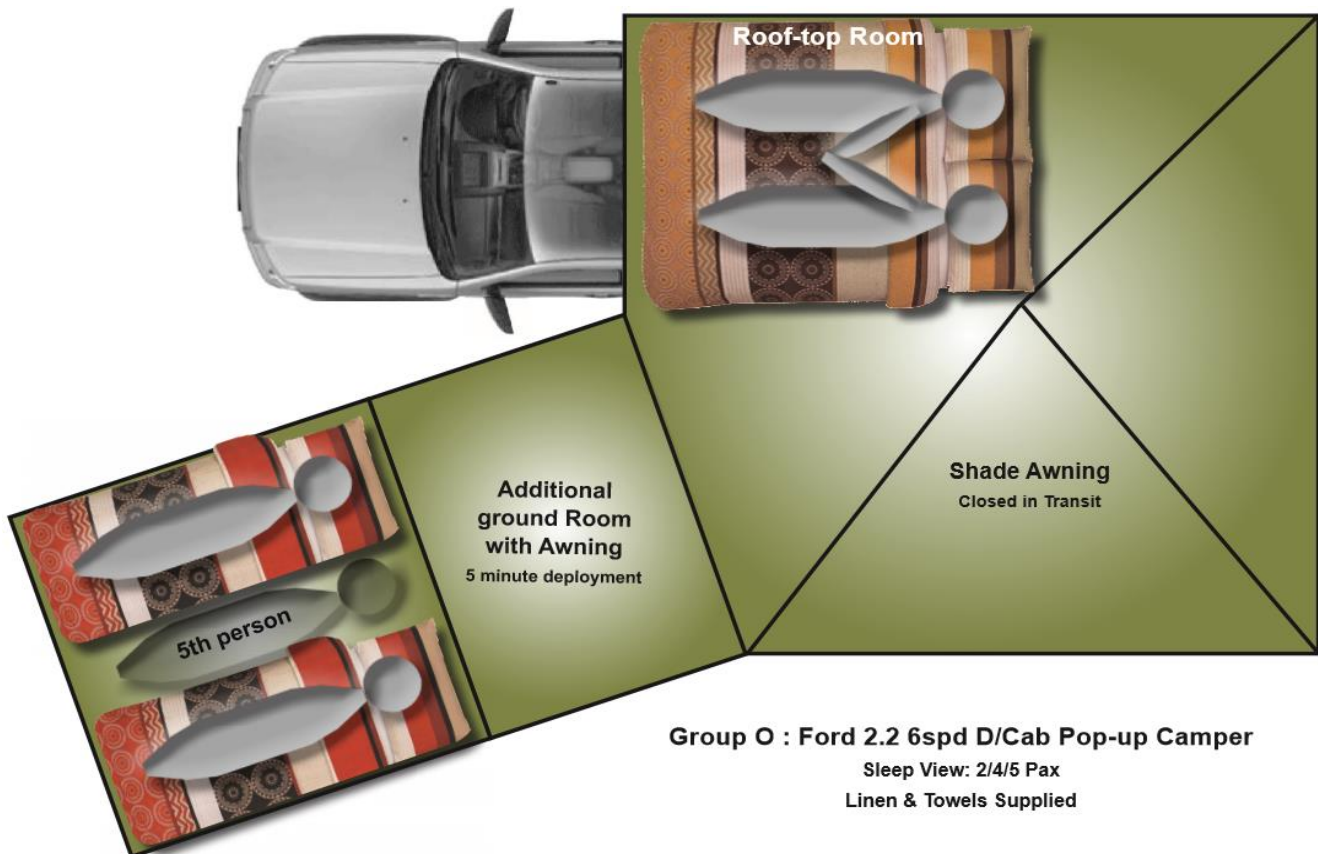 Roof-top Room
Additional
ground Room
with Awning
5 minute deployment
Shade Awning
Closed in Transit
5th person
Group O : Ford 2.2 6spd D/Cab Pop-up Camper
Sleep View: 2/4/5 Pax
Linen & Towels Supplied